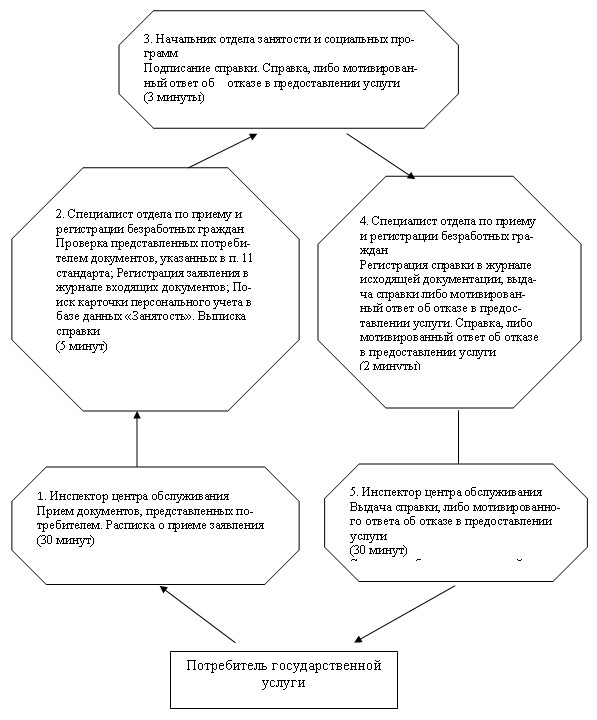 3. Начальник отдела занятости и социальных про-
грамм
Подписание справки. Справка, либо мотивирован-
ный ответ об отказе в предоставлении услуги
(3 минуты)
2. Специалист отдела по приему и
регистрации безработных граждан
Проверка представленных потреби-
телем документов, указанных в п. 11
стандарта; Регистрация заявления в
журнале входящих документов; По-
иск карточки персонального учета в
базе данных «Занятость». Выписка
справки
(5 минут)
4. Специалист отдела по приему
и регистрации безработных гра-
ждан
Регистрация справки в журнале
исходящей документации, выда-
ча справки либо мотивирован-
ный ответ об отказе в предос-
тавлении услуги. Справка, либо
мотивированный ответ об отказе
в предоставлении услуги
(2 минуты)
1. Инспектор центра обслуживания
Прием документов, представленных по-
требителем. Расписка о приеме заявления
(30 минут)
5. Инспектор центра обслуживания
Выдача справки, либо мотивированно-
го ответа об отказе в предоставлении
услуги
(30 минут)
Потребитель государственной
услуги